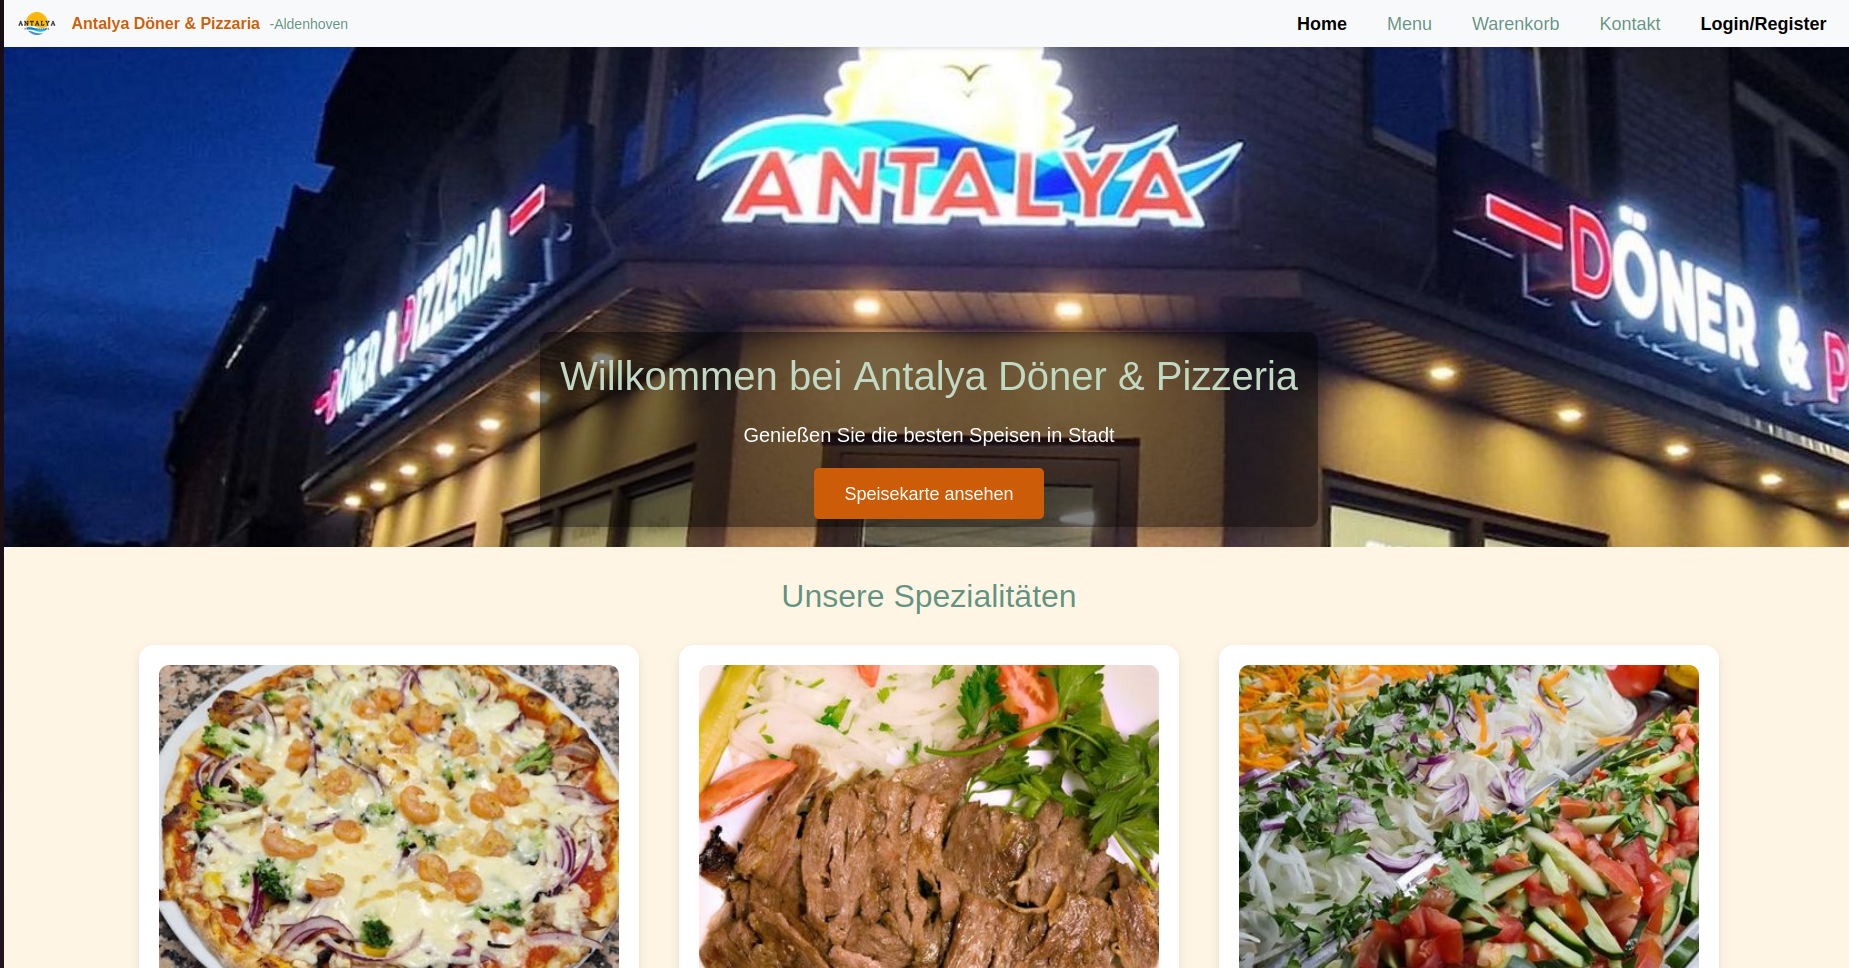 ANTALYA
Antalya Döner & Pizzaria -Aldenhoven
Home
Menu
Warenkorb
Kontakt
Login/Register
ANTALYA
DÖNER & PIZZERIA
DÖNER & P
Willkommen bei Antalya Döner & Pizzeria
Genießen Sie die besten Speisen in Stadt
Speisekarte ansehen
Unsere Spezialitäten